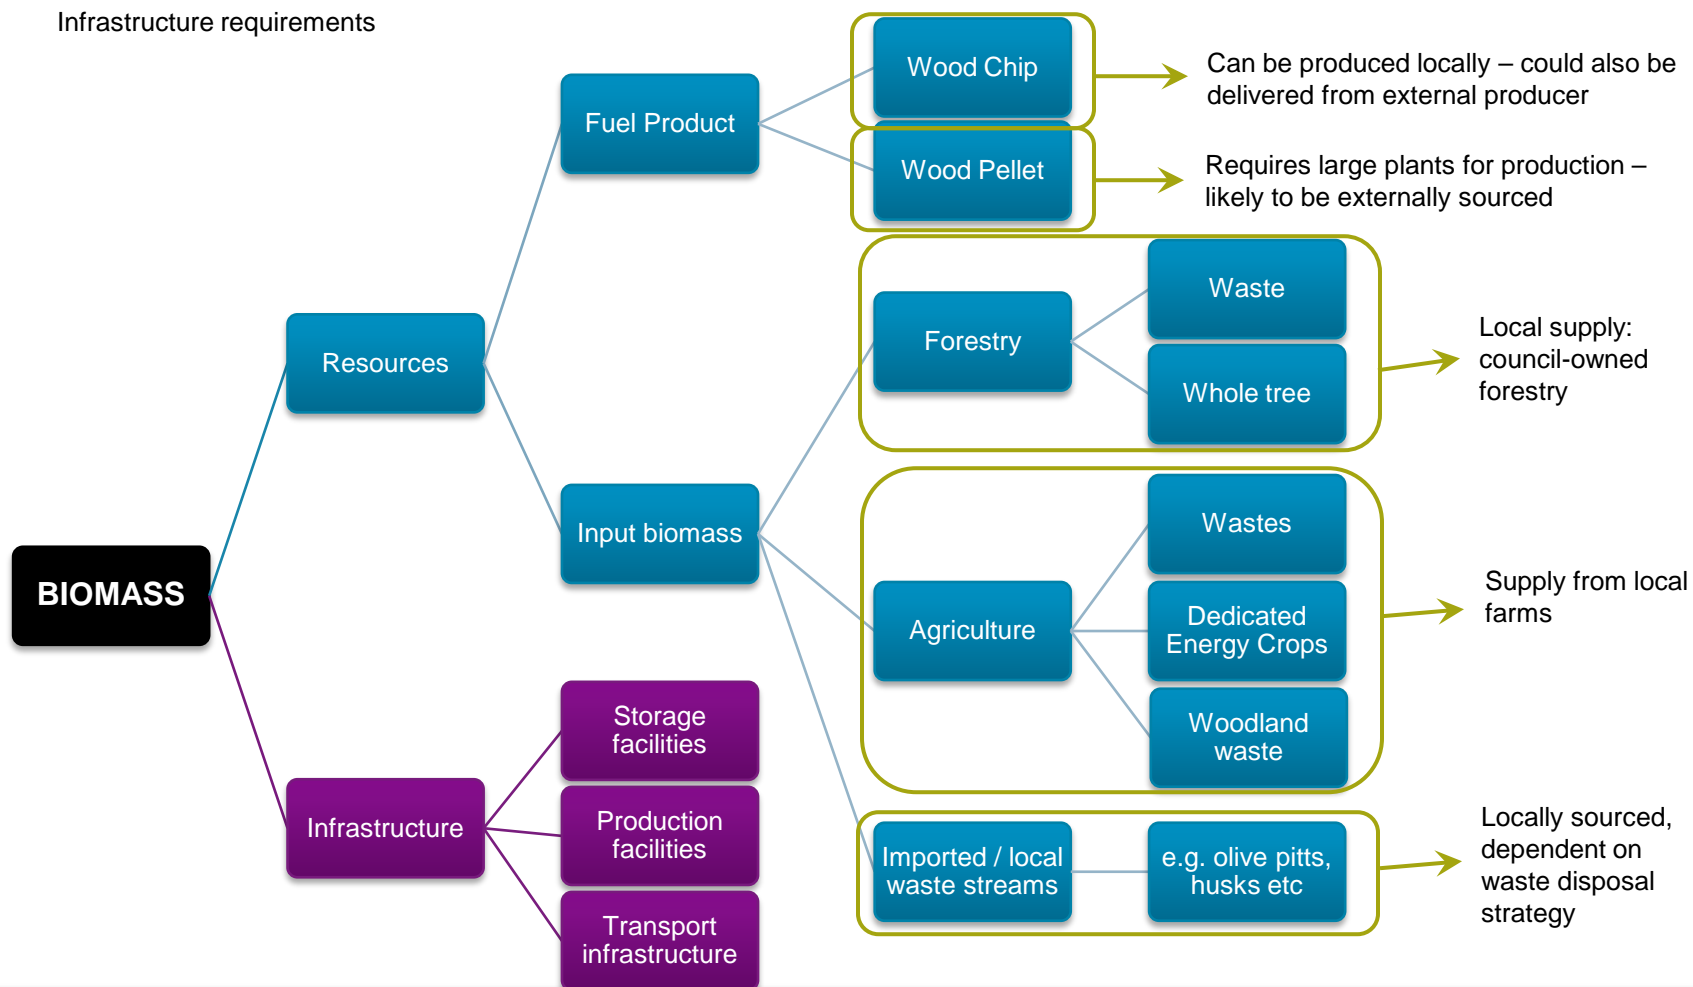 Infrastructure requirements
Wood Chip
Can be produced locally – could also be
delivered from external producer
Fuel Product
Wood Pellet
Requires large plants for production –
likely to be externally sourced
Waste
Forestry
Local supply:
council-owned
forestry
Resources
Whole tree
Wastes
Input biomass
BIOMASS
Supply from local
farms
Agriculture
Dedicated
Energy Crops
Storage
facilities
Woodland
waste
Infrastructure
Production
facilities
Imported / local
waste streams
e.g. olive pitts,
husks etc
Locally sourced,
dependent on
waste disposal
strategy
Transport
infrastructure